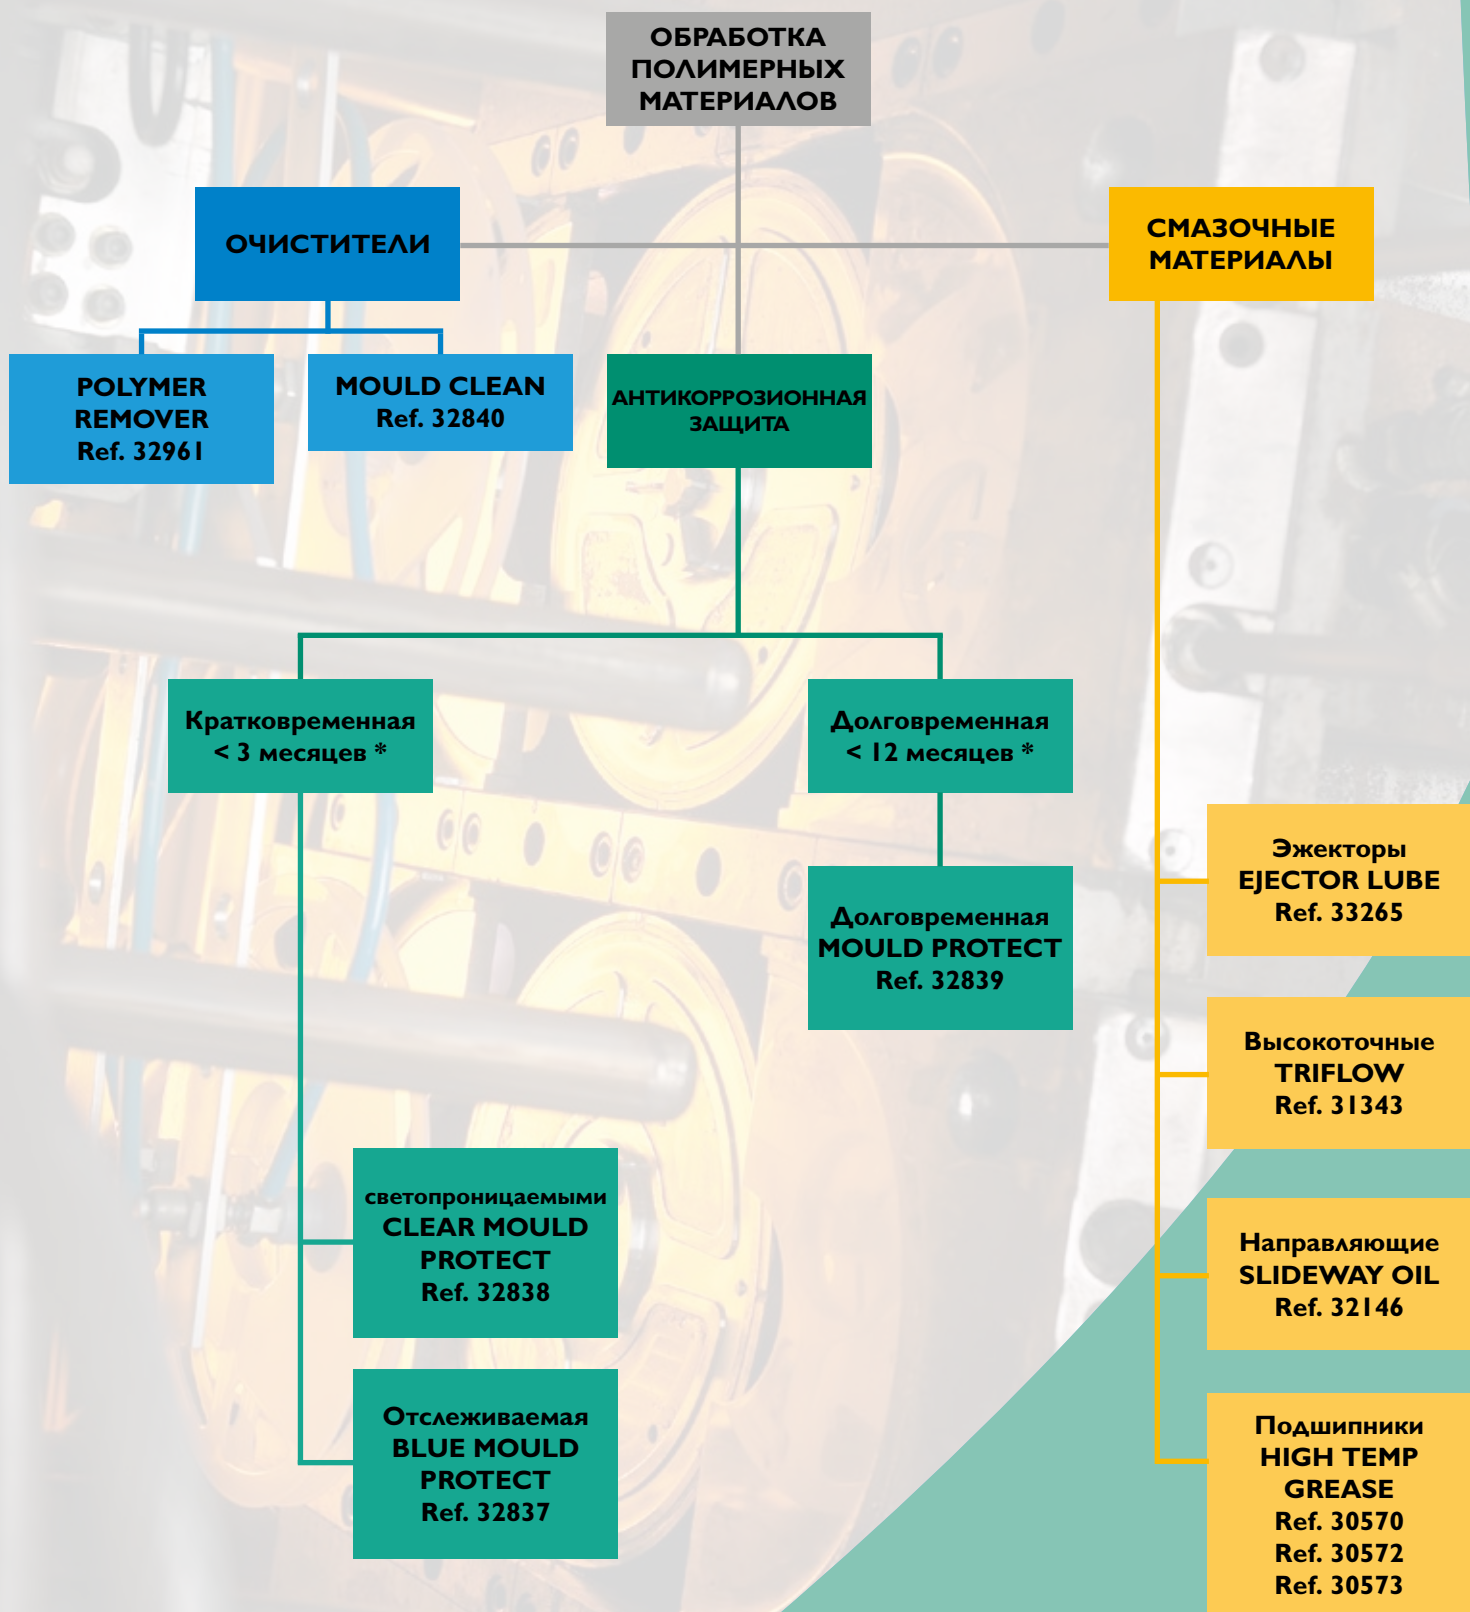 ОБРАБОТКА
ПОЛИМЕРНЫХ
МАТЕРИАЛОВ
ОЧИСТИТЕЛИ
СМАЗОЧНЫЕ
МАТЕРИАЛЫ
POLYMER
REMOVER
Ref. 32961
MOULD CLEAN
Ref. 32840
АНТИКОРРОЗИОННАЯ
ЗАЩИТА
Кратковременная
< 3 месяцев *
Долговременная
< 12 месяцев *
Долговременная
MOULD PROTECT
Ref. 32839
светопроницаемыми
CLEAR MOULD
PROTECT
Ref. 32838
Отслеживаемая
BLUE MOULD
PROTECT
Ref. 32837
Эжекторы
EJECTOR LUBE
Ref. 33265
Высокоточные
TRIFLOW
Ref. 31343
Направляющие
SLIDEWAY OIL
Ref. 32146
Подшипники
HIGH TEMP
GREASE
Ref. 30570
Ref. 30572
Ref. 30573